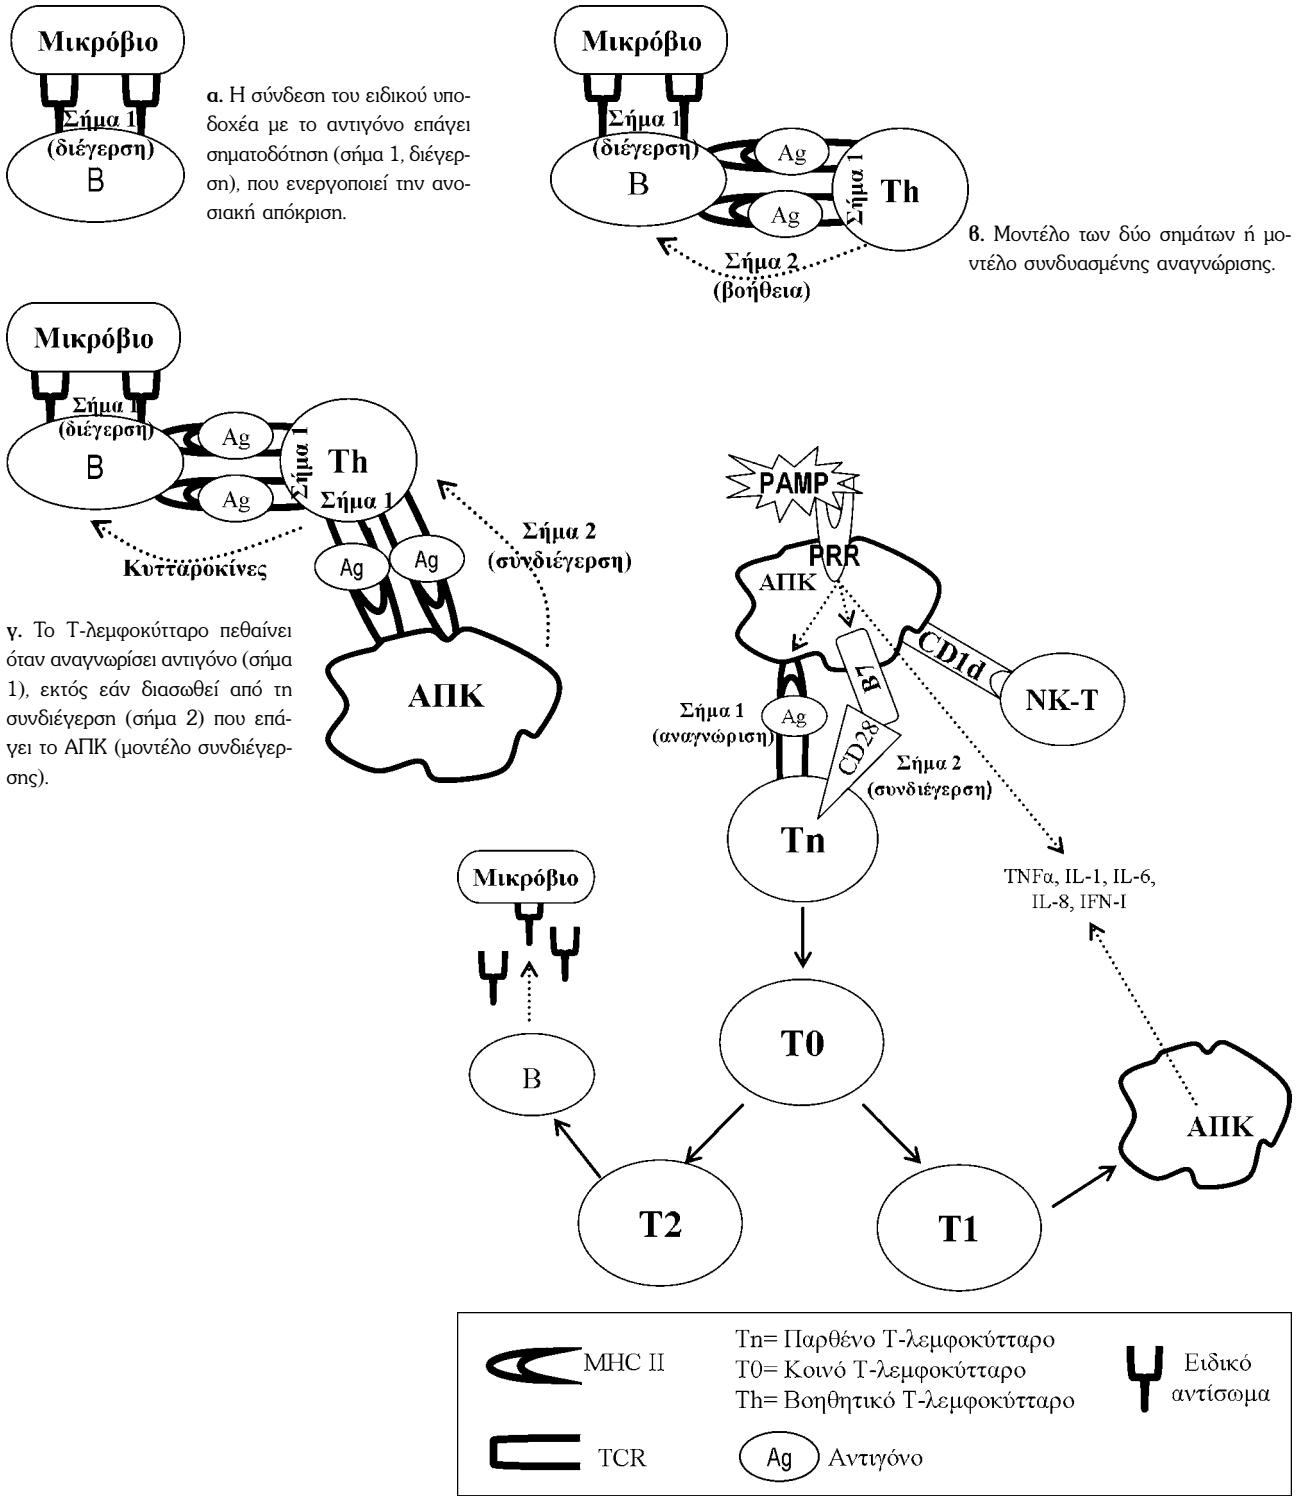 Μικρόβιο
Σήμα 1
(διέγερση)
B
α. Η σύνδεση του ειδικού υπο-
δοχέα με το αντιγόνο επάγει
σηματοδότηση (σήμα 1, διέγερ-
ση), που ενεργοποιεί την ανο-
σιακή απόκριση.
Μικρόβιο
Σήμα 1
(διέγερση)
B
Ag
Ag
Σήμα 1
Th
Σήμα 2
(βοήθεια)
β. Μοντέλο των δύο σημάτων ή μο-
ντέλο συνδυασμένης αναγνώρισης.
Μικρόβιο
Σήμα 1
(διέγερση)
B
Ag
Ag
Σήμα 1
Th
Σήμα 1
Κυτταροκίνες
Ag
Ag
Σήμα 2
(συνδιέγερση)
ΑΠΚ
γ. Το Τ-λεμφοκύτταρο πεθαίνει
όταν αναγνωρίσει αντιγόνο (σήμα
1), εκτός εάν διασωθεί από τη
συνδιέγερση (σήμα 2) που επά-
γει το ΑΠΚ (μοντέλο συνδιέγερ-
σης).
PAMP
PRR
ΑΠΚ
B7
CD1d
NK-T
Σήμα 1
(αναγνώριση)
Ag
CD28
Σήμα 2
(συνδιέγερση)
Tn
TNFα, IL-1, IL-6,
IL-8, IFN-I
Μικρόβιο
B
T0
T2
T1
ΑΠΚ
MHC II
TCR
Tn= Παρθένο Τ-λεμφοκύτταρο
T0= Κοινό Τ-λεμφοκύτταρο
Th= Βοηθητικό Τ-λεμφοκύτταρο
Ag Αντιγόνο
Ειδικό
αντίσωμα